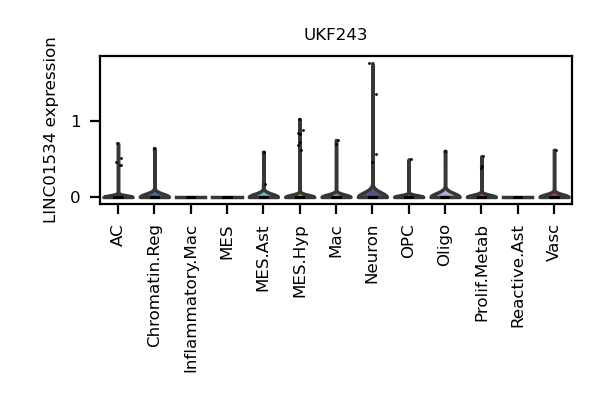 UKF243
LINC01534 expression
1
0
AC
Chromatin.Reg
Inflammatory.Mac
MES
MES.Ast
MES.Hyp
Mac
Neuron
OPC
Oligo
Prolif.Metab
Reactive.Ast
Vasc